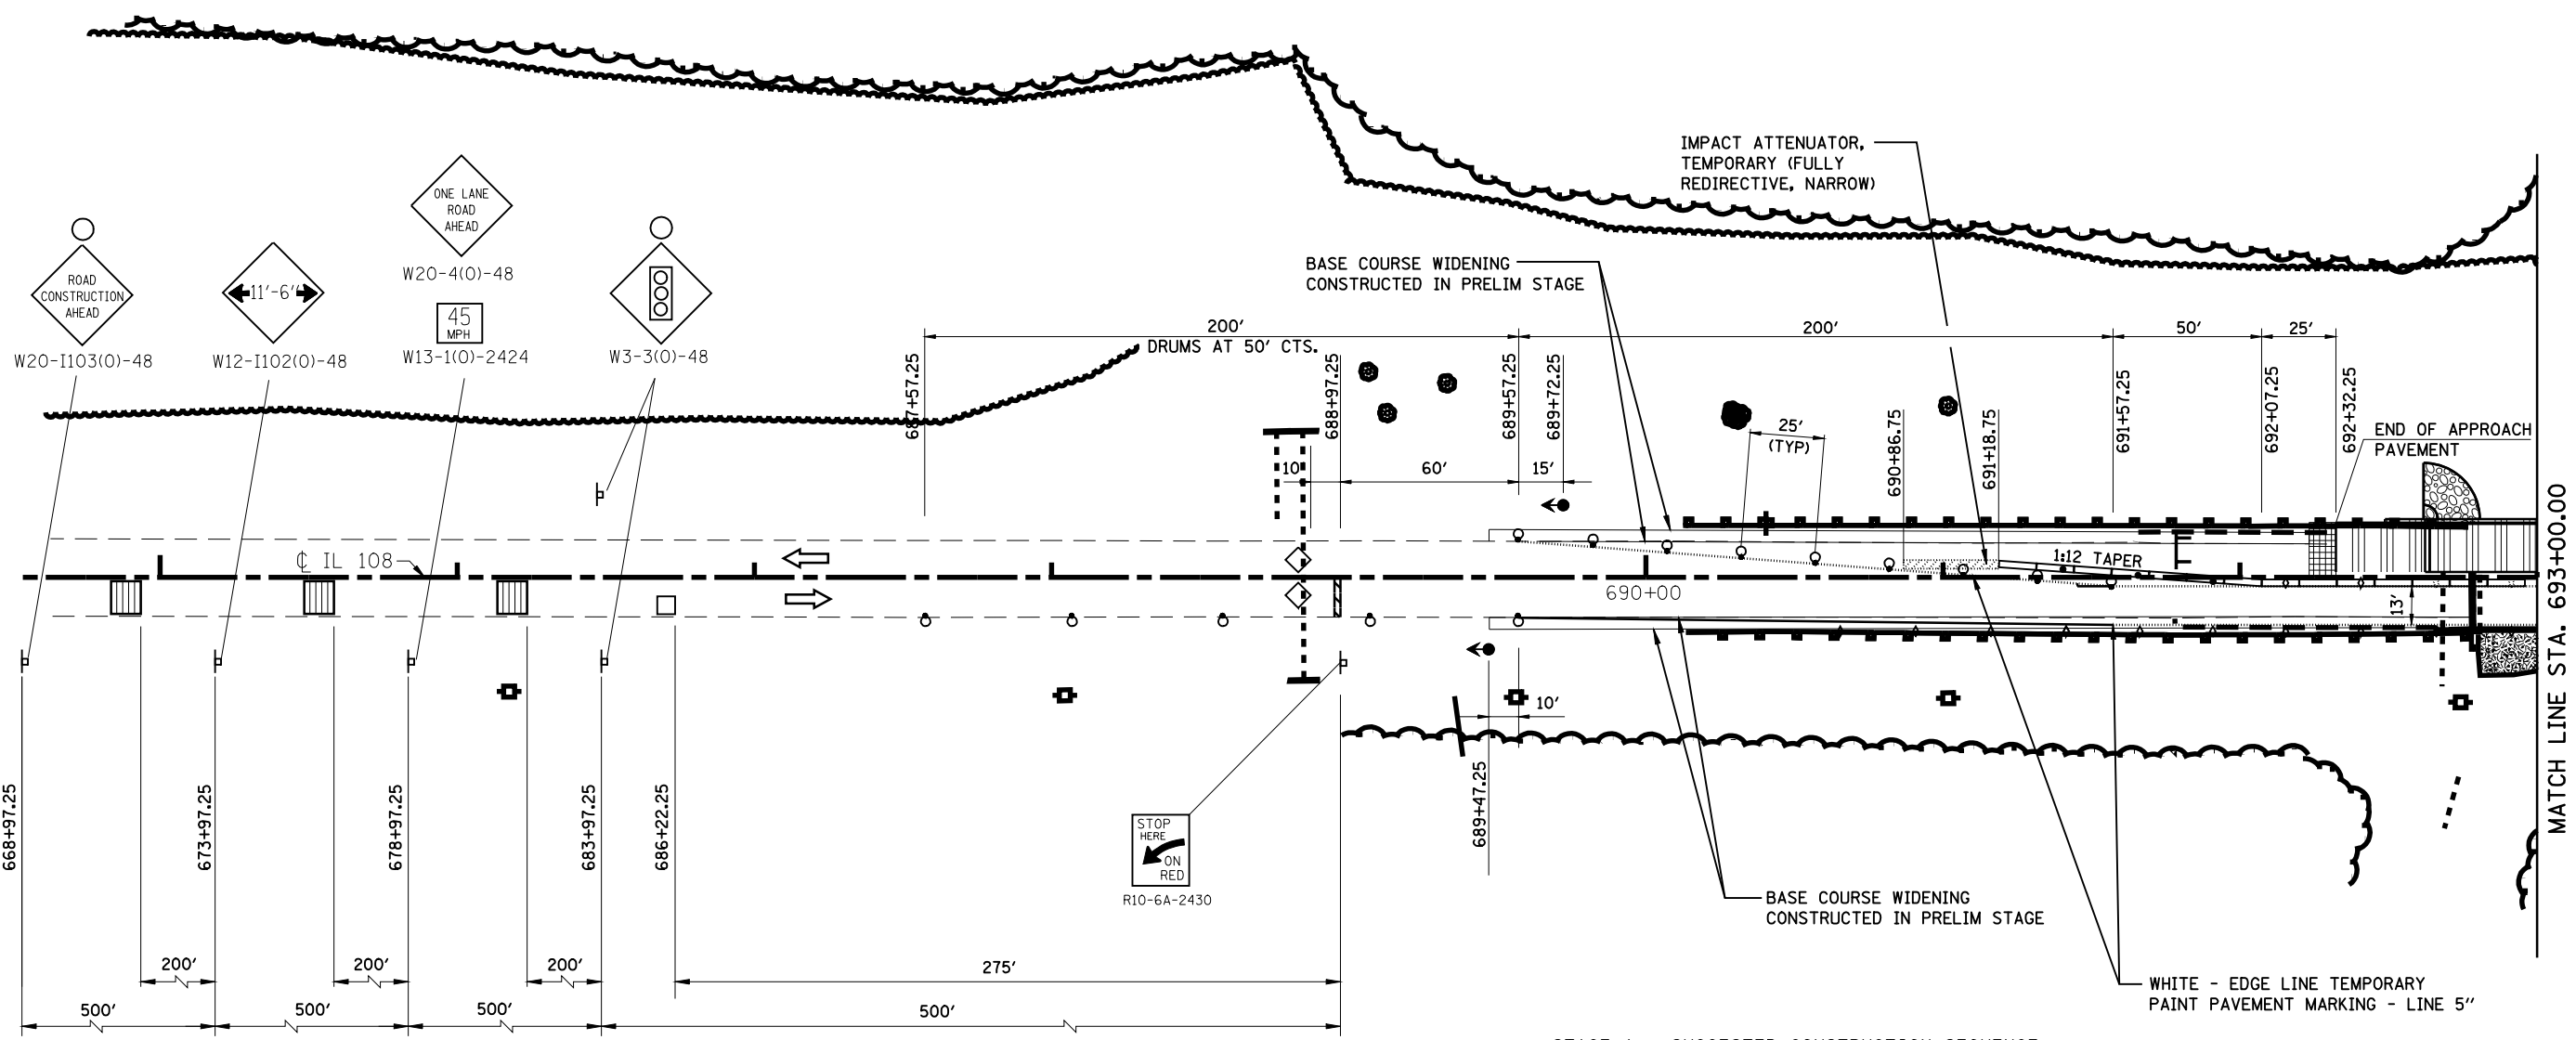 IMPACT ATTENUATOR,
TEMPORARY (FULLY
REDIRECTIVE, NARROW)
ONE LANE
ROAD
AHEAD
W20-4(O)-48
ROAD
CONSTRUCTION
AHEAD
W20-I103(O)-48
11'-6"
W12-I102(O)-48
45
MPH
W13-1(O)-2424
W3-3(O)-48
BASE COURSE WIDENING
CONSTRUCTED IN PRELIM STAGE
200'
DRUMS AT 50' CTS.
200'
50'
25'
687+57.25
688+97.25
689+57.25
689+72.25
690+86.75
691+18.75
691+57.25
692+07.25
692+32.25
25'
(TYP)
END OF APPROACH
PAVEMENT
10'
60'
15'
℄ IL 108
1:12 TAPER
690+00
13'
MATCH LINE STA. 693+00.00
10'
668+97.25
673+97.25
678+97.25
683+97.25
686+22.25
689+47.25
STOP
HERE
ON
RED
R10-6A-2430
BASE COURSE WIDENING
CONSTRUCTED IN PRELIM STAGE
200'
200'
200'
275'
500'
500'
500'
500'
WHITE - EDGE LINE TEMPORARY
PAINT PAVEMENT MARKING - LINE 5"